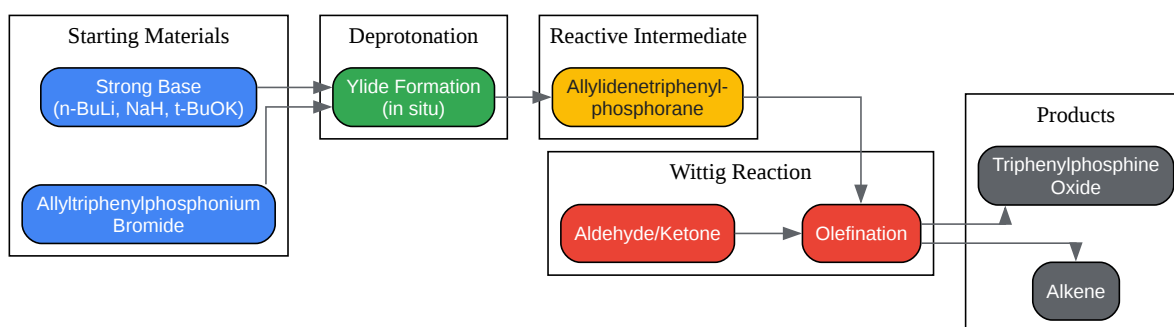 Starting Materials
Strong Base
(n-BuLi, NaH, t-BuOK)
Allyltriphenylphosphonium
Bromide
Deprotonation
Ylide Formation
(in situ)
Reactive Intermediate
Allylidenetriphenyl-
phosphorane
Wittig Reaction
Aldehyde/Ketone
Olefination
Products
Triphenylphosphine
Oxide
Alkene